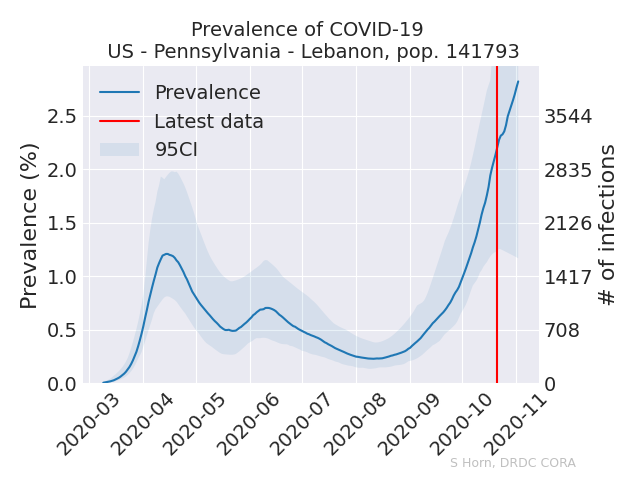 Prevalence of COVID-19
US - Pennsylvania - Lebanon, pop. 141793
Prevalence
Latest data
95CI
Prevalence (%)
2.5
2.0
1.5
1.0
0.5
0.0
3544
2835
2126
1417
708
0
# of infections
2020-03
2020-04
2020-05
2020-06
2020-07
2020-08
2020-09
2020-10
2020-11
S Horn, DRDC CORA